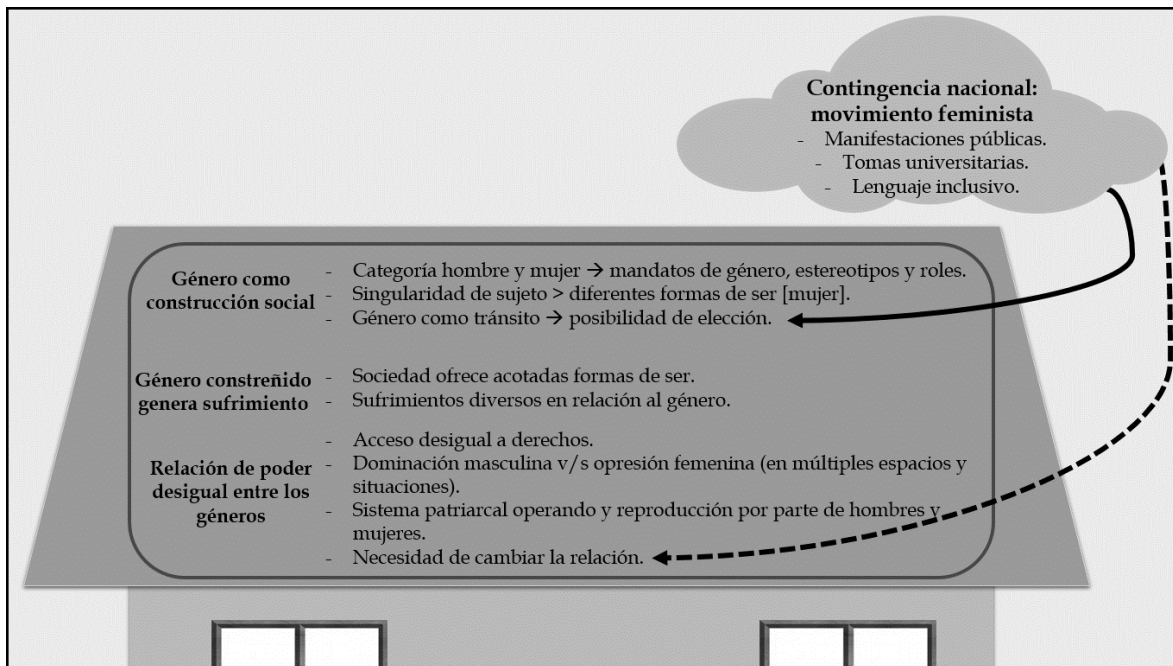 Contingencia nacional:
movimiento feminista
- Manifestaciones públicas.
- Tomas universitarias.
- Lenguaje inclusivo.
Género como
construcción social
- Categoría hombre y mujer → mandatos de género, estereotipos y roles.
- Singularidad de sujeto > diferentes formas de ser [mujer].
- Género como tránsito → posibilidad de elección.
Género constreñido
genera sufrimiento
- Sociedad ofrece acotadas formas de ser.
- Sufrimientos diversos en relación al género.
Relación de poder
desigual entre los
géneros
- Acceso desigual a derechos.
- Dominación masculina v/s opresión femenina (en múltiples espacios y
situaciones).
- Sistema patriarcal operando y reproducción por parte de hombres y
mujeres.
- Necesidad de cambiar la relación.